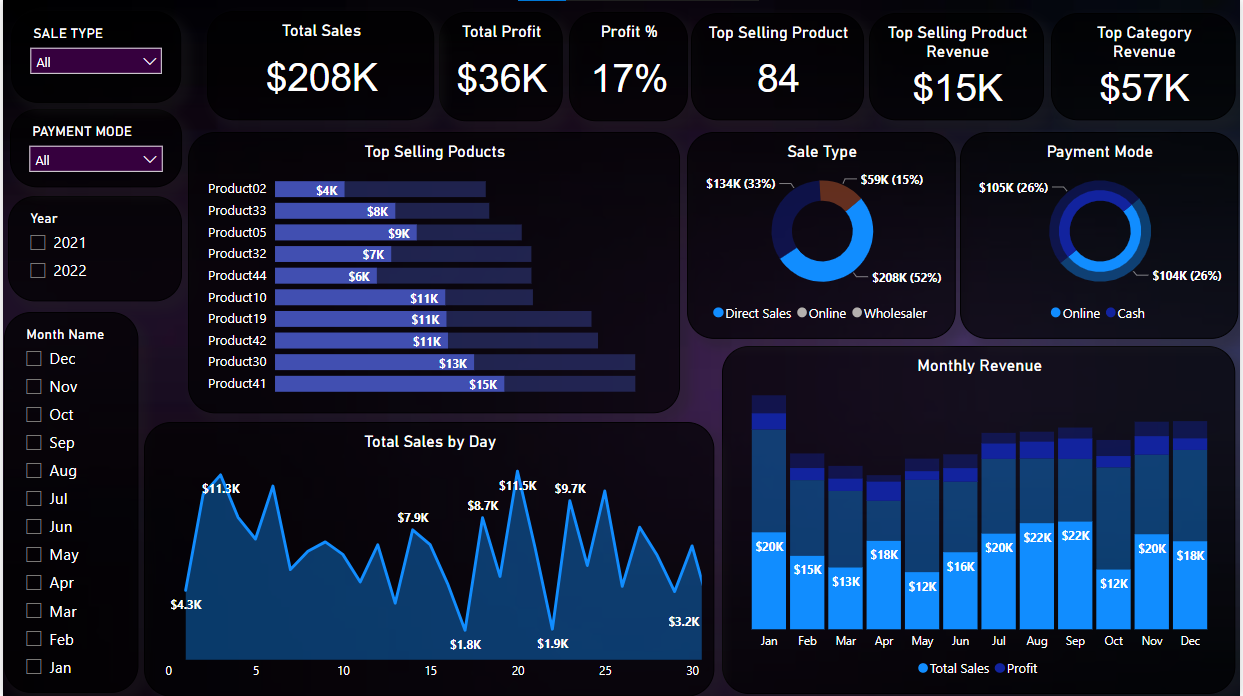 SALE TYPE
All
PAYMENT MODE
All
Year
2021
2022
Month Name
Dec
Nov
Oct
Sep
Aug
Jul
Jun
May
Apr
Mar
Feb
Jan
Total Sales
$208K
Total Profit
$36K
Profit %
17%
Top Selling Product
84
Top Selling Product
Revenue
$15K
Top Category
Revenue
$57K
Top Selling Poducts
Product02 $4K
Product33 $8K
Product05 $9K
Product32 $7K
Product44 $6K
Product10 $11K
Product19 $11K
Product42 $11K
Product30 $13K
Product41 $15K
Sale Type
$134K (33%)
$59K (15%)
$208K (52%)
Direct Sales Online Wholesaler
Payment Mode
$105K (26%)
$104K (26%)
Online Cash
Total Sales by Day
$4.3K
$11.3K
$7.9K
$1.8K
$8.7K
$11.5K
$1.9K
$9.7K
$3.2K
0 5 10 15 20 25 30
Monthly Revenue
$20K $15K $13K $18K $12K $16K $20K $22K $22K $12K $20K $18K
Jan Feb Mar Apr May Jun Jul Aug Sep Oct Nov Dec
Total Sales Profit